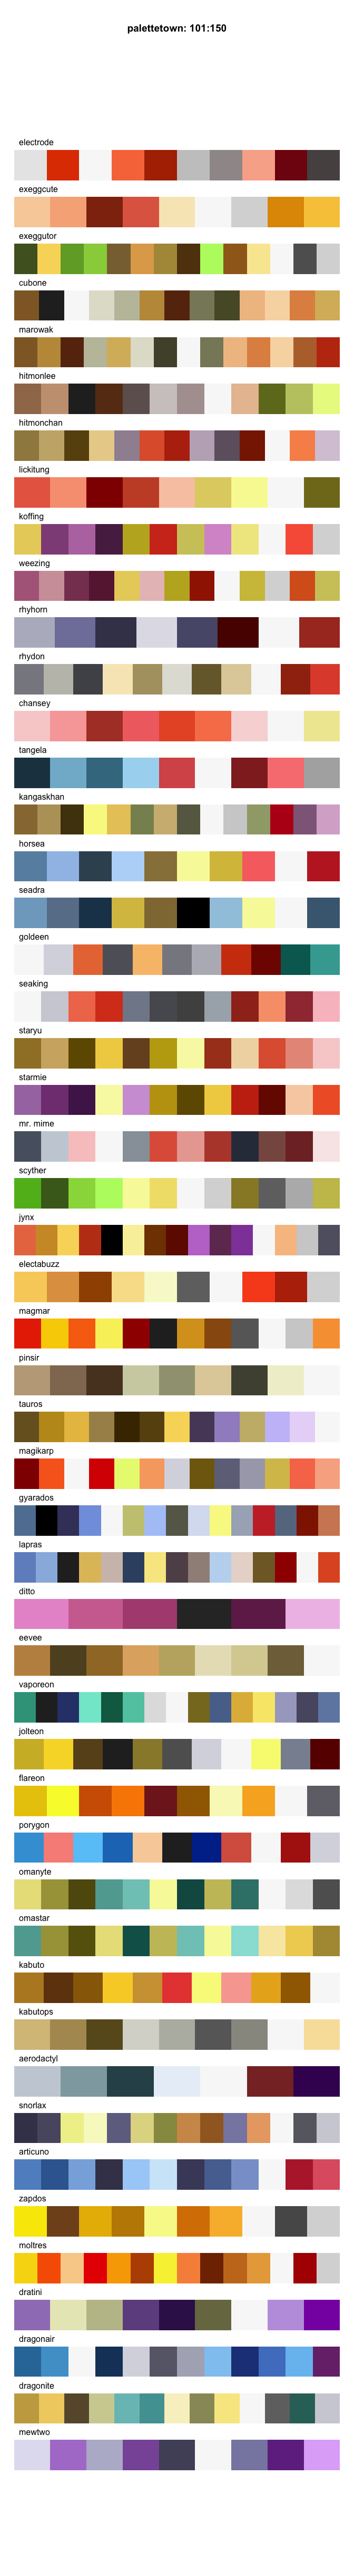 palettetown: 101:150
electrode
exeggcute
exeggutor
cubone
marowak
hitmonlee
hitmonchan
lickitung
koffing
weezing
rhyhorn
rhydon
chansey
tangela
kangaskhan
horsea
seadra
goldeen
seaking
staryu
starmie
mr. mime
scyther
jynx
electabuzz
magmar
pinsir
tauros
magikarp
gyarados
lapras
ditto
eevee
vaporeon
jolteon
flareon
porygon
omanyte
omastar
kabuto
kabutops
aerodactyl
snorlax
articuno
zapdos
moltres
dratini
dragonair
dragonite
mewtwo